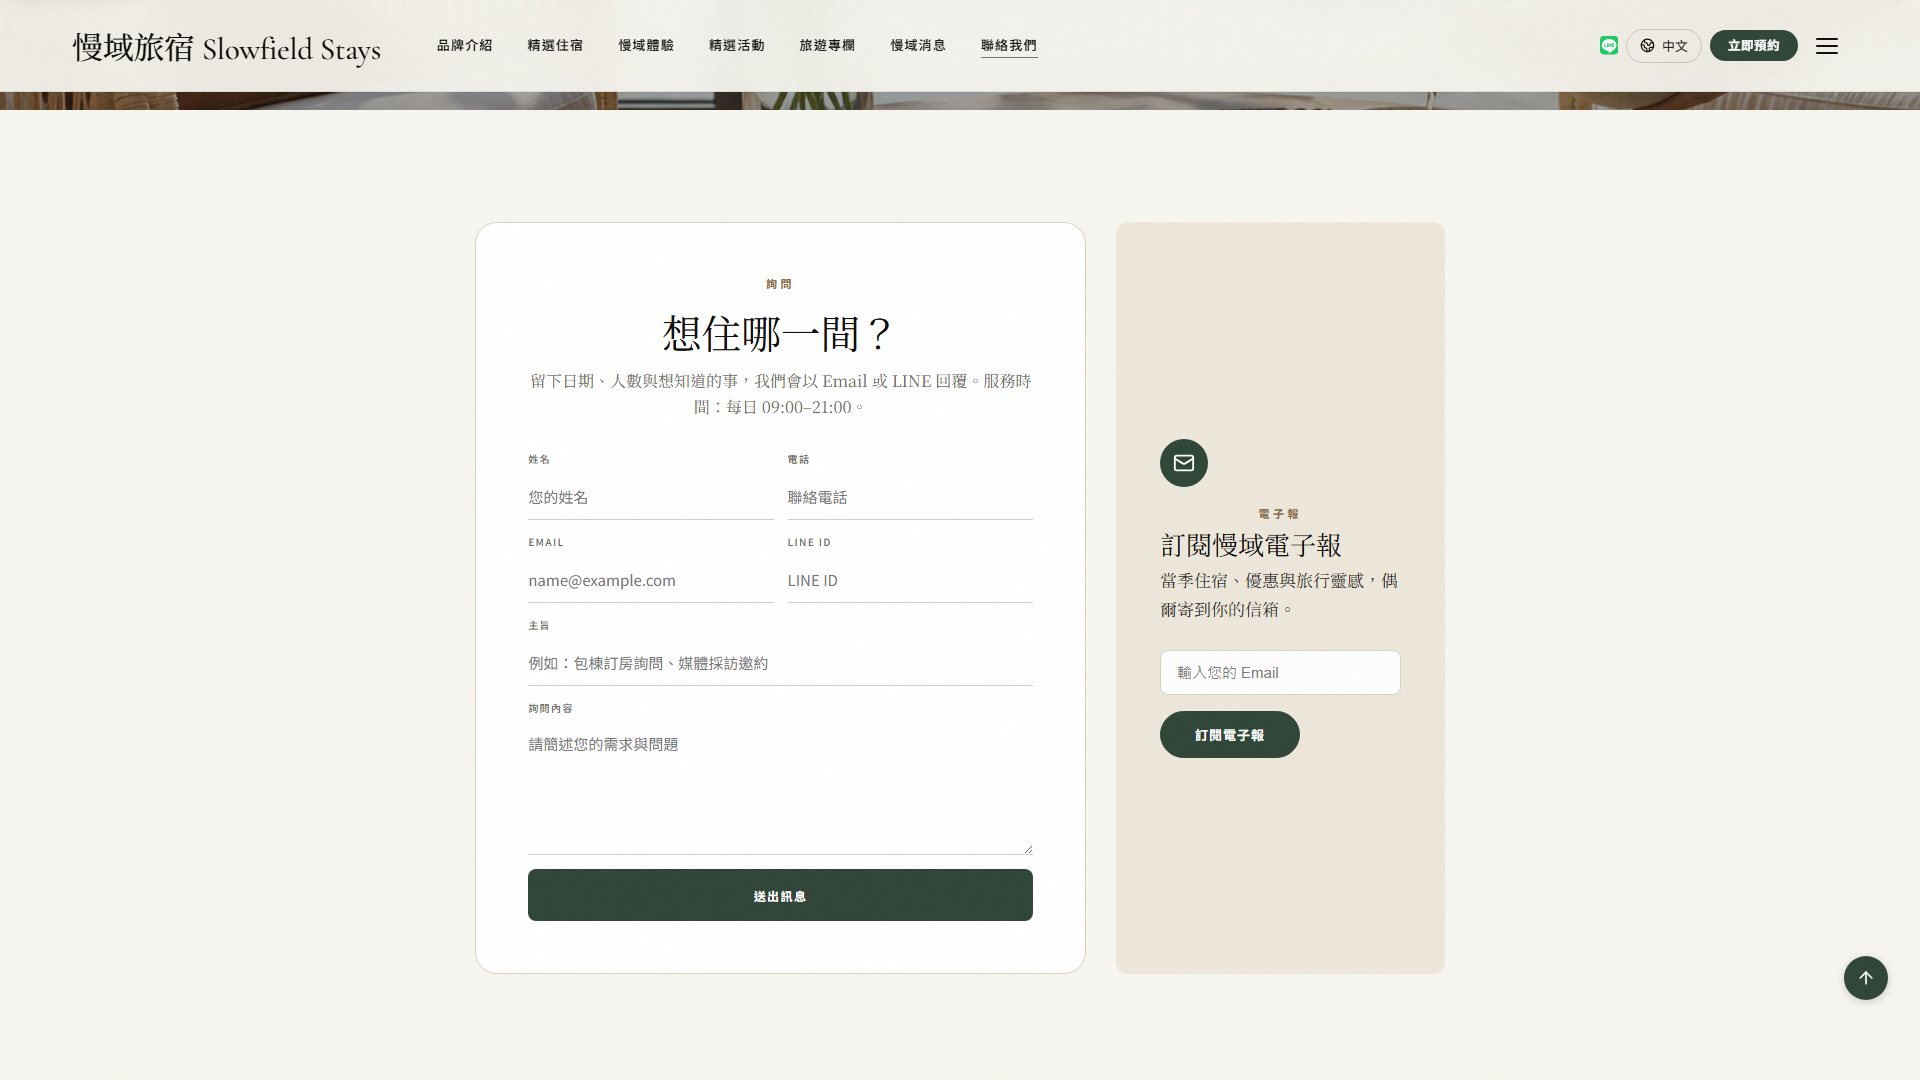 慢域旅宿 Slowfield Stays
品牌介紹
精選住宿
慢域體驗
精選活動
旅遊專欄
慢域消息
聯絡我們
LINE
中文
立即預約
詢問
想住哪一間？
留下日期、人數與想知道的事，我們會以 Email 或 LINE 回覆。服務時
間：每日 09:00–21:00。
姓名
電話
您的姓名
聯絡電話
EMAIL
LINE ID
name@example.com
LINE ID
主旨
例如：包棟訂房詢問、媒體採訪邀約
詢問內容
請簡述您的需求與問題
送出訊息
電子報
訂閱慢域電子報
當季住宿、優惠與旅行靈感，偶
爾寄到你的信箱。
輸入您的 Email
訂閱電子報